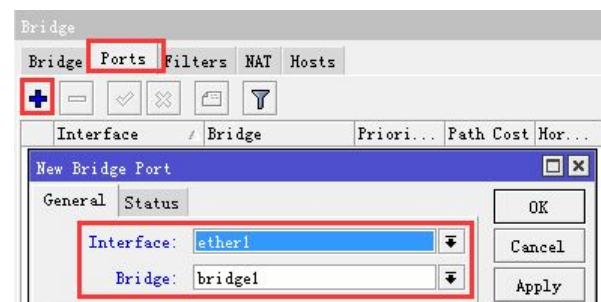 Bridge
Bridge Ports Filters NAT Hosts
Interface / Bridge Priori... Path Cost Hor...
New Bridge Port
General Status
OK
Interface: ether1
Cancel
Bridge: bridge1
Apply